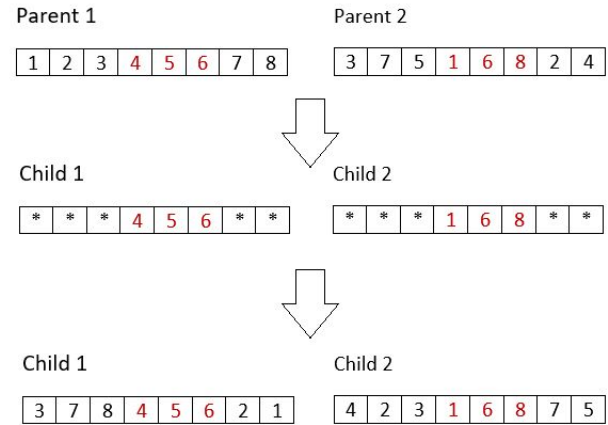 Parent 1 Parent 2
1 2 3 4 5 6 7 8 3 7 5 1 6 8 2 4
Child 1 Child 2
* * * 4 5 6 * * * * * 1 6 8 * *
Child 1 Child 2
3 7 8 4 5 6 2 1 4 2 3 1 6 8 7 5